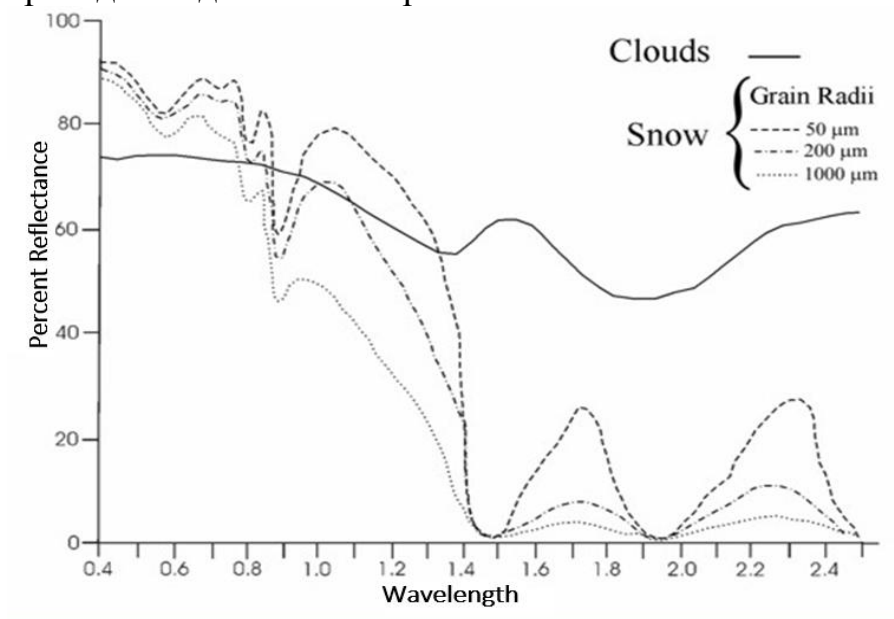 100
80
60
40
20
0
Percent Reflectance
Clouds
Snow
Grain Radii
50 μm
200 μm
1000 μm
0.4 0.6 0.8 1.0 1.2 1.4 1.6 1.8 2.0 2.2 2.4
Wavelength